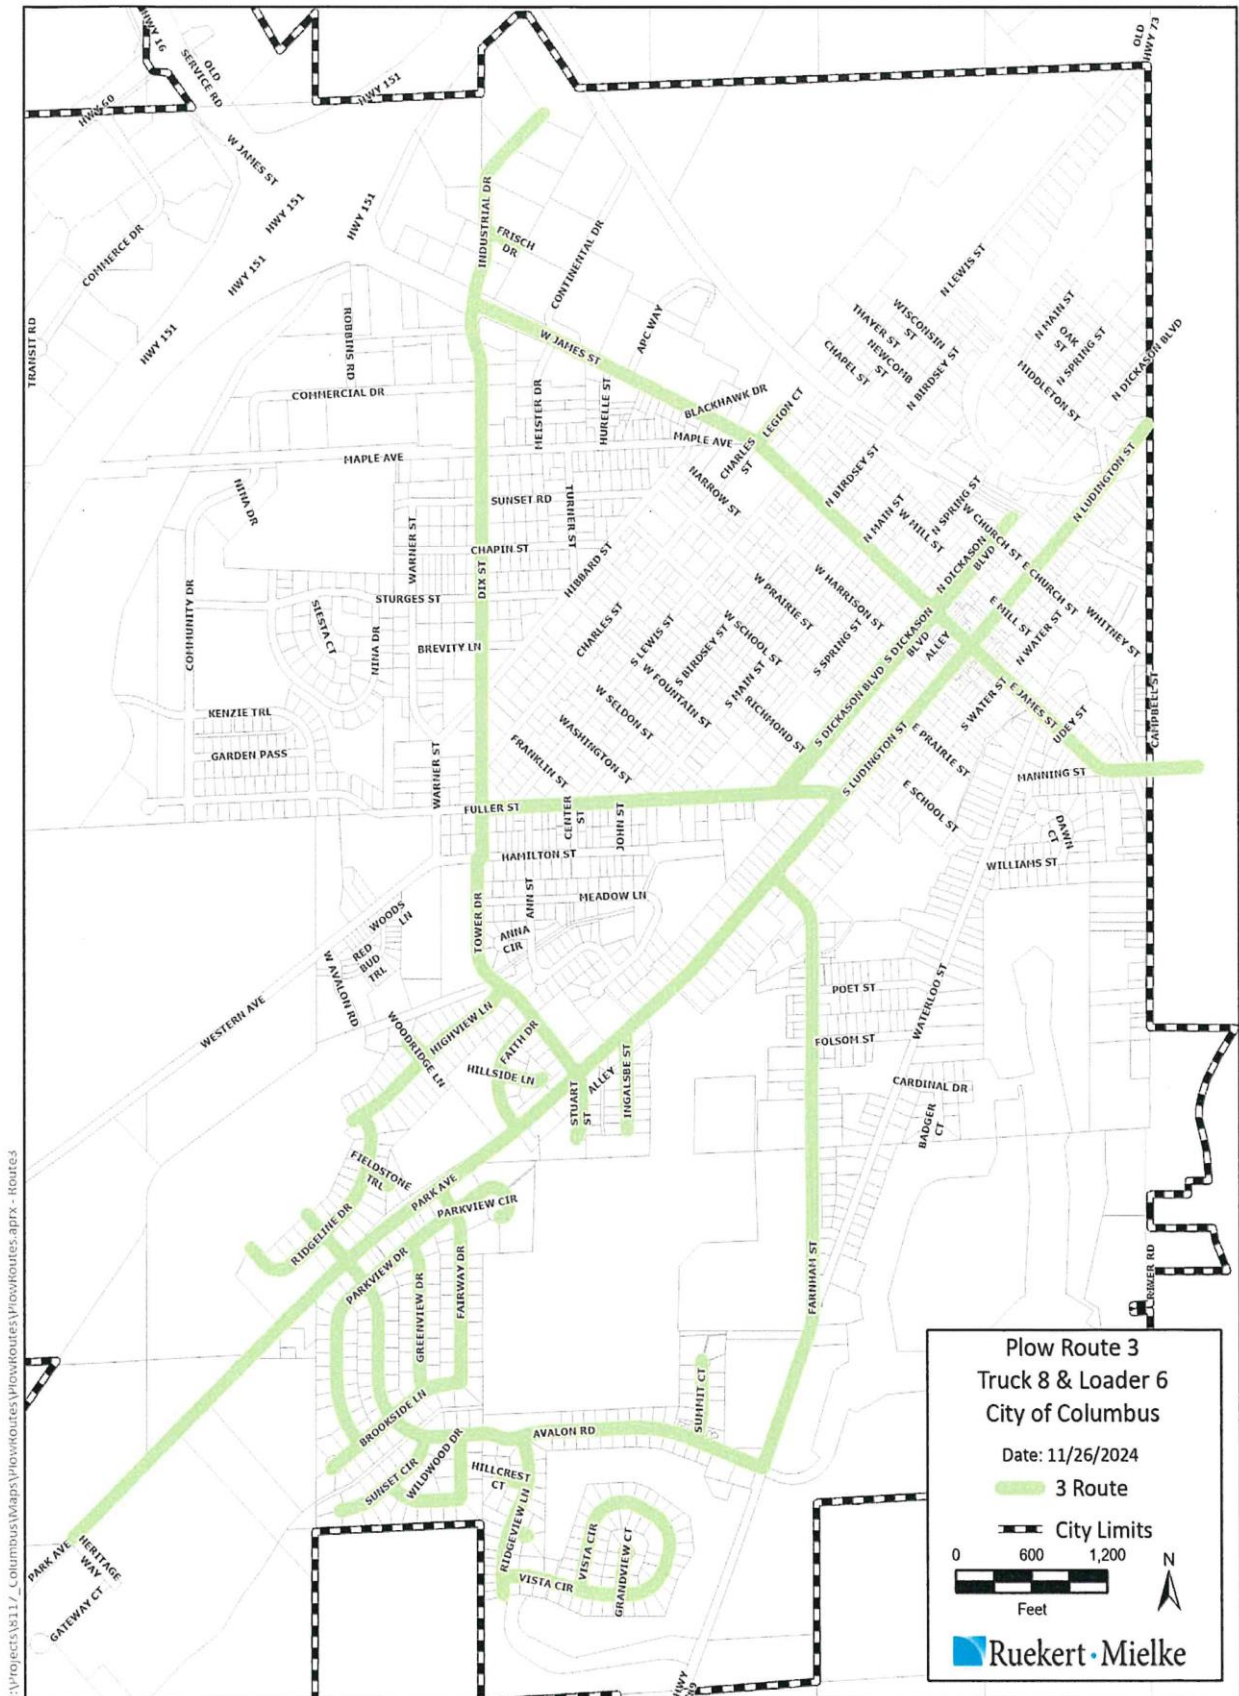 HWY 16
OLD
SERVICE RD
HWY 60
HWY 151
OLD
HWY 73
W JAMES ST
HWY 151
HWY 151
HWY 151
HWY 151
COMMERCE DR
TRANSIT RD
INDUSTRIAL DR
FRISCH
DR
CONTINENTAL DR
APC WAY
W JAMES ST
ROBBINS RD
COMMERCIAL DR
MEISTER DR
HURELLE ST
BLACKHAWK DR
MAPLE AVE
LEGION CT
CHARLES
ST
N LEWIS ST
WISCONSIN
ST
THAYER ST
NEWCOMB
ST
CHAPEL ST
N BIRDSEY ST
N MAIN ST
OAK
ST
N SPRING ST
MIDDLETON ST
N DICKASON BLVD
MAPLE AVE
NINA DR
SUNSET RD
TURNER ST
NARROW ST
N BIRDSEY ST
N MAIN ST
W MILL ST
N SPRING ST
W CHURCH ST
N LUDINGTON ST
WARNER ST
CHAPIN ST
DIX ST
HIBBARD ST
N DICKASON
BLVD
E CHURCH ST
STURGES ST
COMMUNITY DR
SIESTA CT
NINA DR
BREVITY LN
CHARLES ST
S LEWIS ST
S BIRDSEY ST
W PRAIRIE ST
W HARRISON ST
W SCHOOL ST
S SPRING ST
S DICKASON
BLVD
ALLEY
E MILL ST
N WATER ST
WHITNEY ST
W FOUNTAIN ST
S MAIN ST
W SELDON ST
RICHMOND ST
S DICKASON BLVD
S WATER ST
E JAMES ST
UDEY ST
CAMPBELL ST
KENZIE TRL
GARDEN PASS
WASHINGTON ST
FRANKLIN ST
WARNER ST
S LUDINGTON ST
E PRAIRIE ST
MANNING ST
FULLER ST
CENTER
ST
JOHN ST
E SCHOOL ST
DAWN
CT
HAMILTON ST
WILLIAMS ST
ANN ST
MEADOW LN
TOWER DR
ANNA
CIR
WOODS
LN
RED
BUD
TRL
W AVALON RD
WESTERN AVE
WOODRIDGE LN
HIGHVIEW LN
FAITH DR
HILLSIDE LN
STUART
ST
ALLEY
INGALSBE ST
POET ST
FOLSOM ST
WATERLOO ST
CARDINAL DR
BADGER
CT
FIELDSTONE
TRL
PARK AVE
RIDGELINE DR
PARKVIEW CIR
PARKVIEW DR
GREENVIEW DR
FAIRWAY DR
FARNHAM ST
RIVER RD
BROOKSIDE LN
SUMMIT CT
AVALON RD
SUNSET CIR
WILDWOOD DR
HILLCREST
CT
RIDGEVIEW LN
VISTA CIR
VISTA CIR
GRANDVIEW CT
PARK AVE
HERITAGE
WAY
GATEWAY CT
HWY
Plow Route 3
Truck 8 & Loader 6
City of Columbus
Date: 11/26/2024
3 Route
City Limits
0 600 1,200
Feet
N
Ruekert·Mielke